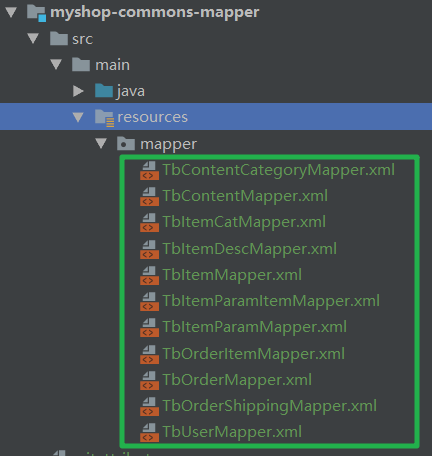 myshop-commons-mapper
src
main
java
resources
mapper
TbContentCategoryMapper.xml
TbContentMapper.xml
TbItemCatMapper.xml
TbItemDescMapper.xml
TbItemMapper.xml
TbItemParamItemMapper.xml
TbItemParamMapper.xml
TbOrderItemMapper.xml
TbOrderMapper.xml
TbOrderShippingMapper.xml
TbUserMapper.xml